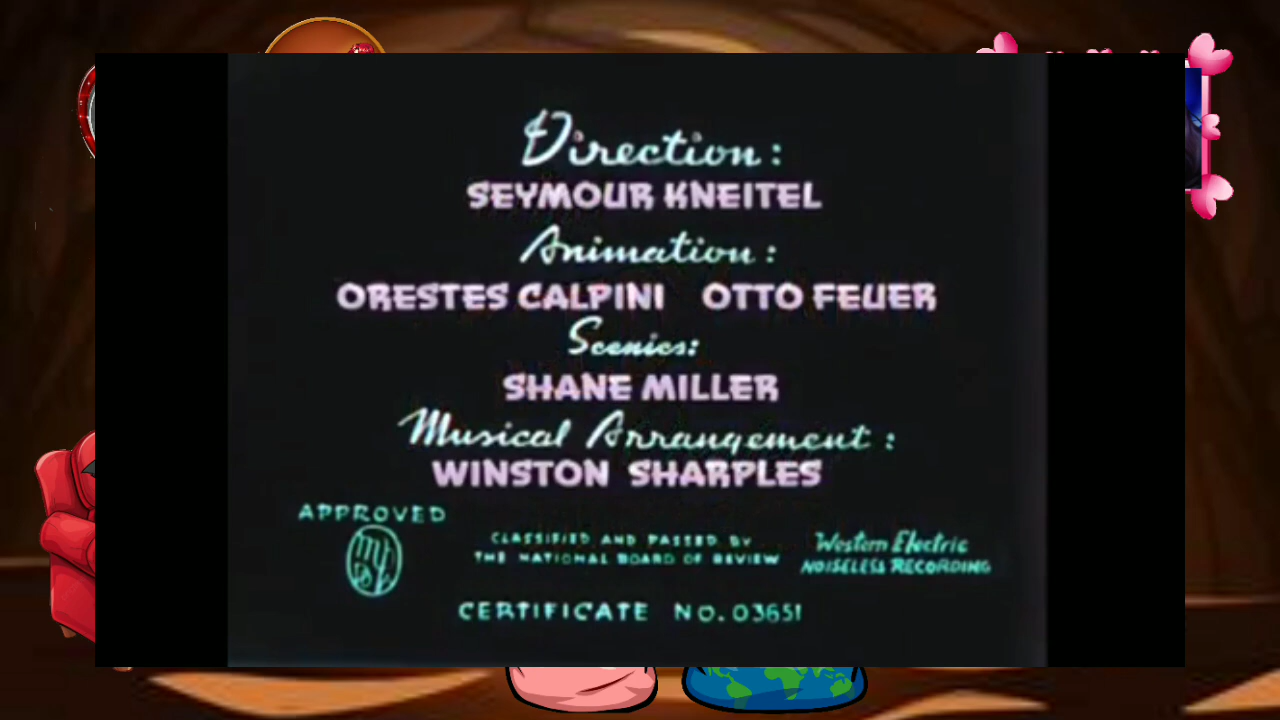 Direction:
SEYMOUR KNEITEL
Animation:
ORESTES CALPINI OTTO FEUER
Scenics:
SHANE MILLER
Musical Arrangement:
WINSTON SHARPLES
APPROVED
CLASSIFIED AND PASSED BY
THE NATIONAL BOARD OF REVIEW
Western Electric
NOISELESS RECORDING
CERTIFICATE NO. 03651